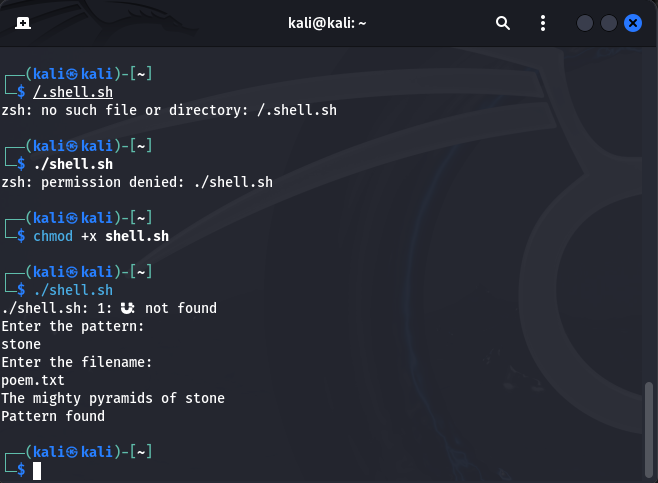 kali@kali: ~
┌──(kali㉿kali)-[~]
└─$ /.shell.sh
zsh: no such file or directory: /.shell.sh
┌──(kali㉿kali)-[~]
└─$ ./shell.sh
zsh: permission denied: ./shell.sh
┌──(kali㉿kali)-[~]
└─$ chmod +x shell.sh
┌──(kali㉿kali)-[~]
└─$ ./shell.sh
./shell.sh: 1: not found
Enter the pattern:
stone
Enter the filename:
poem.txt
The mighty pyramids of stone
Pattern found
┌──(kali㉿kali)-[~]
└─$